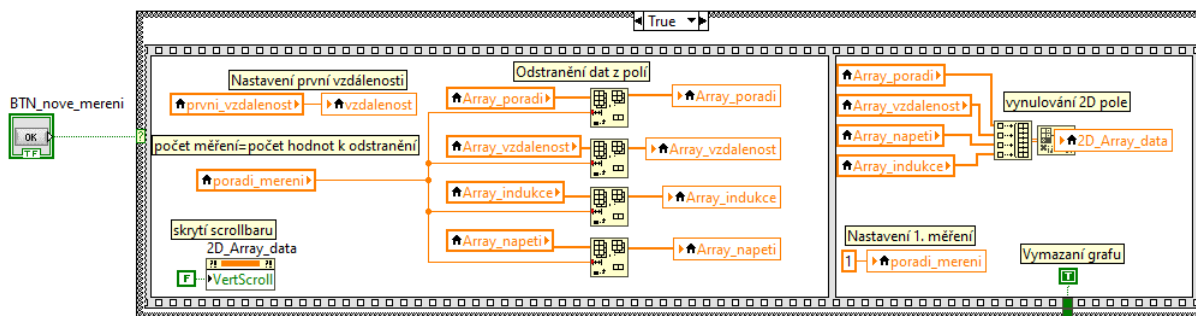 True
BTN_nove_mereni
OK
TF
?
Nastavení první vzdálenosti
prvni_vzdalenost
vzdalenost
počet měření=počet hodnot k odstranění
poradi_mereni
skrytí scrollbaru
2D_Array_data
?! ?!
F
VertScroll
Odstranění dat z polí
Array_poradi
Array_poradi
Array_vzdalenost
Array_vzdalenost
Array_indukce
Array_indukce
Array_napeti
Array_napeti
Array_poradi
Array_vzdalenost
Array_napeti
Array_indukce
vynulování 2D pole
2D_Array_data
Nastavení 1. měření
1
poradi_mereni
Vymazaní grafu
T